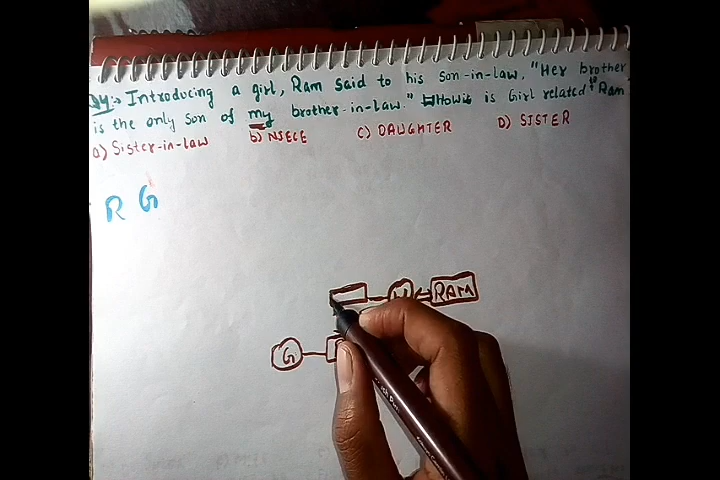 Q4:-> Introducing a girl, Ram said to his son-in-law, "Her brother
is the only son of my brother-in-law." How is Girl related to Ram
a) Sister-in-law b) NIECE C) DAUGHTER D) SISTER
R G
W RAM
G